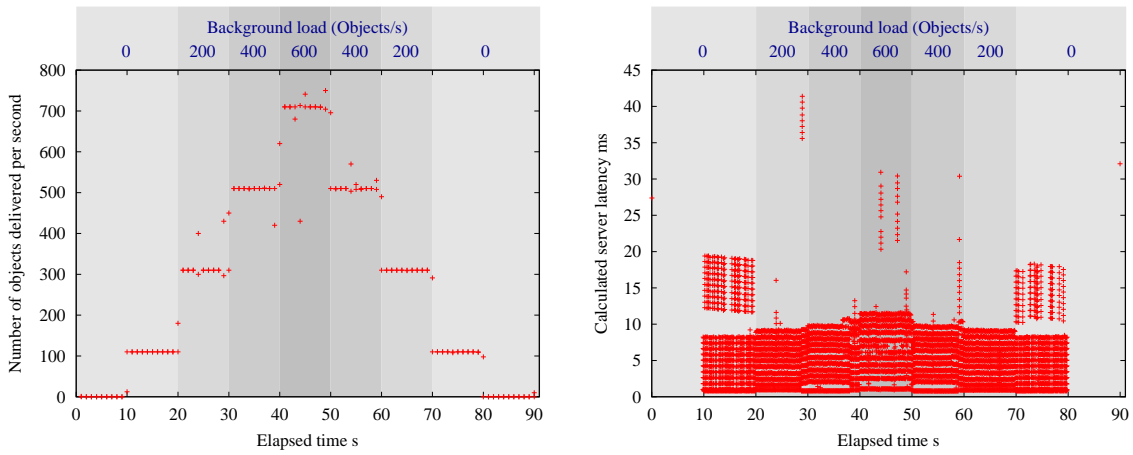 Background load (Objects/s)
0 200 400 600 400 200 0
800
700
600
500
400
300
200
100
0
Number of objects delivered per second
0 10 20 30 40 50 60 70 80 90
Elapsed time s
Background load (Objects/s)
0 200 400 600 400 200 0
45
40
35
30
25
20
15
10
5
0
Calculated server latency ms
0 10 20 30 40 50 60 70 80 90
Elapsed time s